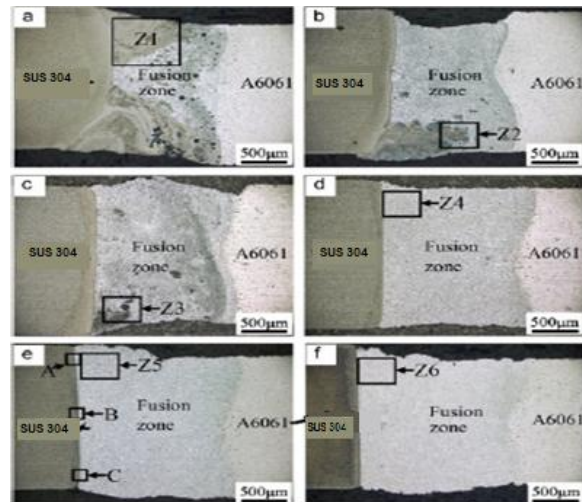 a
Z1
SUS 304
Fusion
zone
A6061
500μm
b
SUS 304
Fusion
zone
A6061
Z2
500μm
c
SUS 304
Fusion
zone
A6061
Z3
500μm
d
Z4
SUS 304
Fusion
zone
A6061
500μm
e
A
Z5
B
Fusion
zone
SUS 304
A6061
C
500μm
f
Z6
Fusion
zone
SUS 304
A6061
500μm